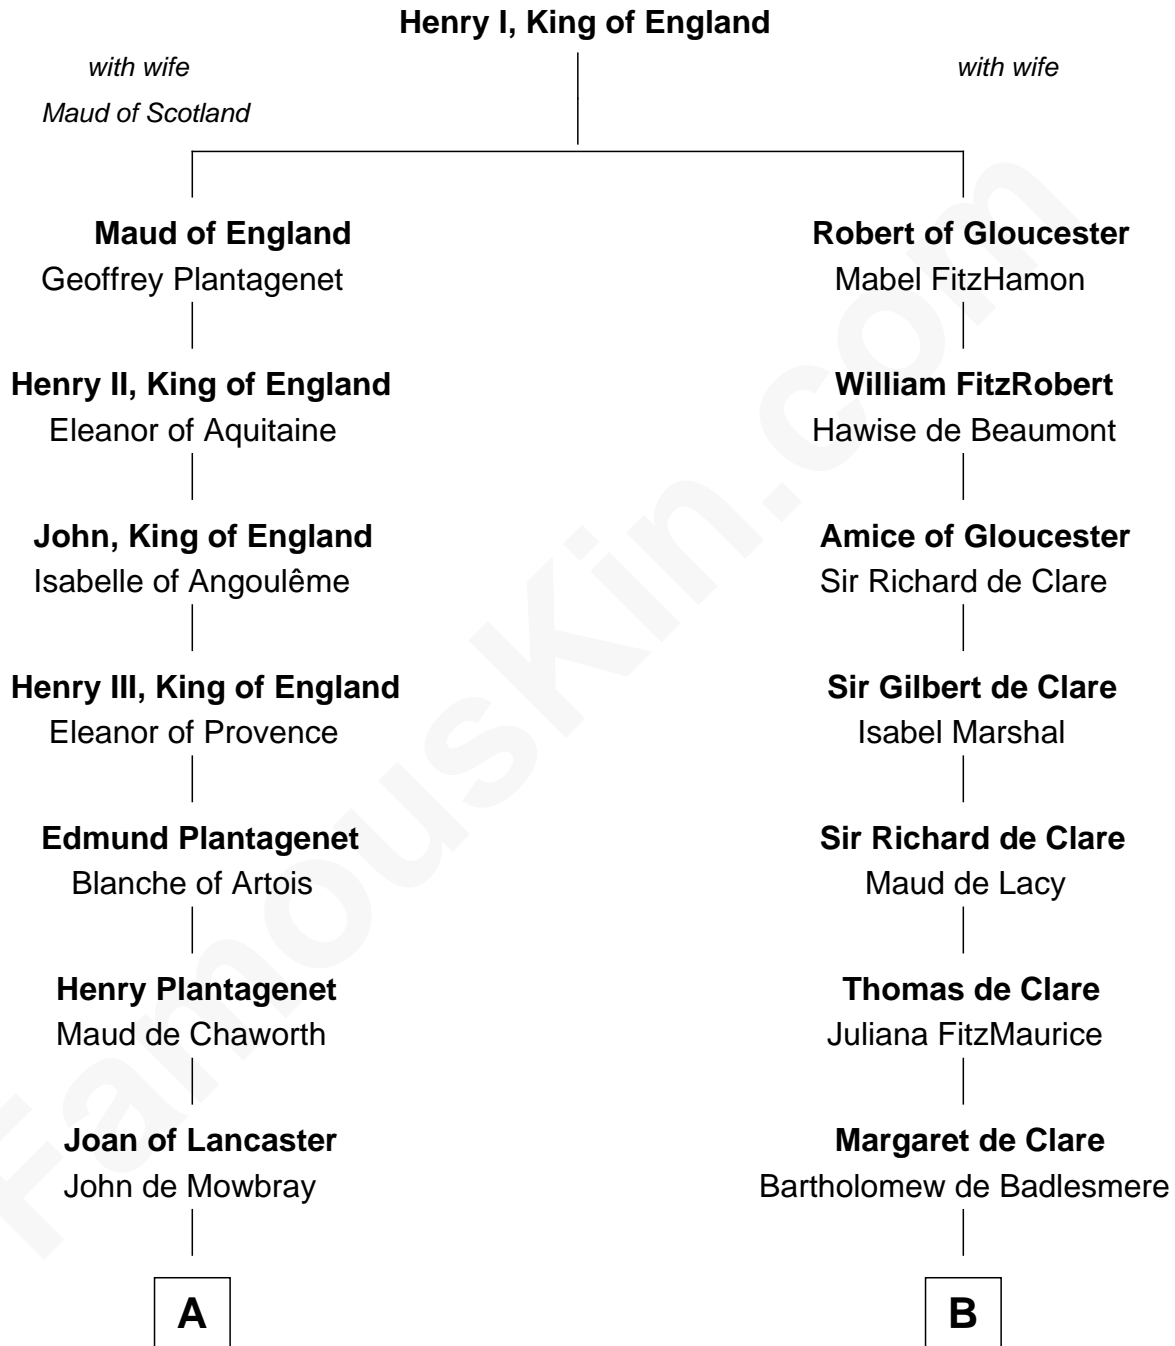 Henry I, King of England
with wife
Maud of Scotland
with wife
Maud of England
Geoffrey Plantagenet
Henry II, King of England
Eleanor of Aquitaine
John, King of England
Isabelle of Angoulême
Henry III, King of England
Eleanor of Provence
Edmund Plantagenet
Blanche of Artois
Henry Plantagenet
Maud de Chaworth
Joan of Lancaster
John de Mowbray
A
Robert of Gloucester
Mabel FitzHamon
William FitzRobert
Hawise de Beaumont
Amice of Gloucester
Sir Richard de Clare
Sir Gilbert de Clare
Isabel Marshal
Sir Richard de Clare
Maud de Lacy
Thomas de Clare
Juliana FitzMaurice
Margaret de Clare
Bartholomew de Badlesmere
B
FamousKin.com